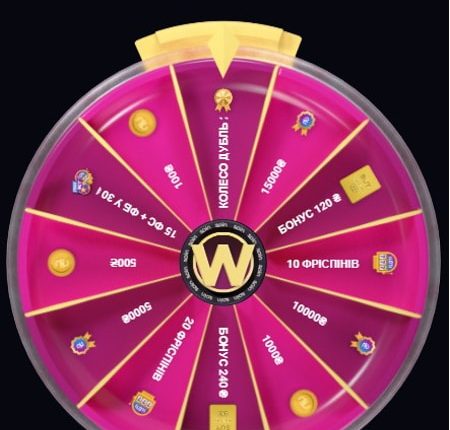 КОЛЕСО ДУБЛЬ :
15000₴
БОНУС 120 ₴
10 ФРІСПІНІВ
10000₴
1000₴
БОНУС 240 ₴
20 ФРІСПІНІВ
5000₴
500₴
15 ФС + ФБ У 30 ₴
100₴
W